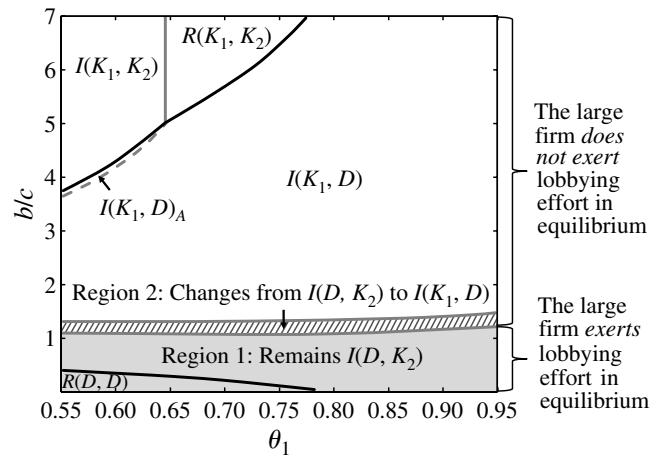 7
6
5
4
3
2
1
0
b/c
I(K₁, K₂)
R(K₁, K₂)
I(K₁, D)
I(K₁, D)_A
Region 2: Changes from I(D, K₂) to I(K₁, D)
Region 1: Remains I(D, K₂)
R(D, D)
0.55 0.60 0.65 0.70 0.75 0.80 0.85 0.90 0.95
θ₁
The large
firm does
not exert
lobbying
effort in
equilibrium
The large
firm exerts
lobbying
effort in
equilibrium